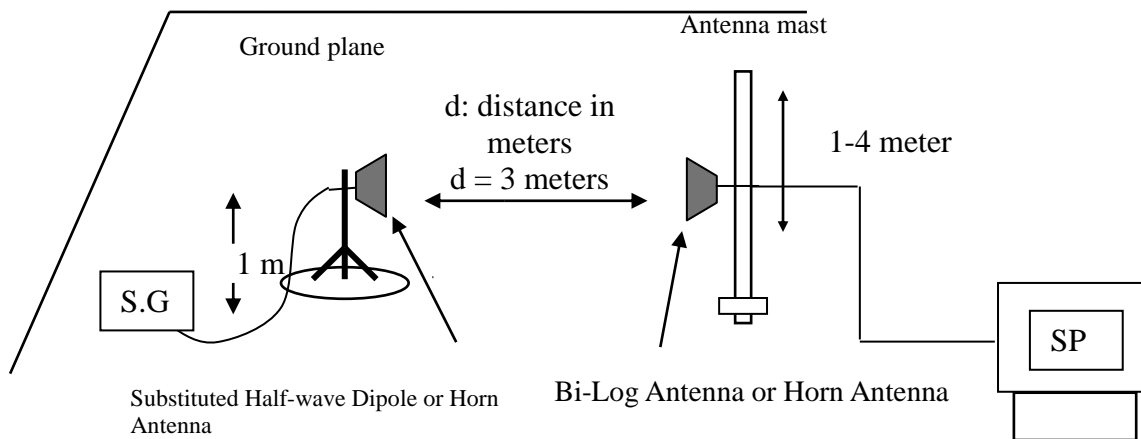 Ground plane
Antenna mast
d: distance in
meters
d = 3 meters
1-4 meter
1 m
S.G
SP
Substituted Half-wave Dipole or Horn
Antenna
Bi-Log Antenna or Horn Antenna